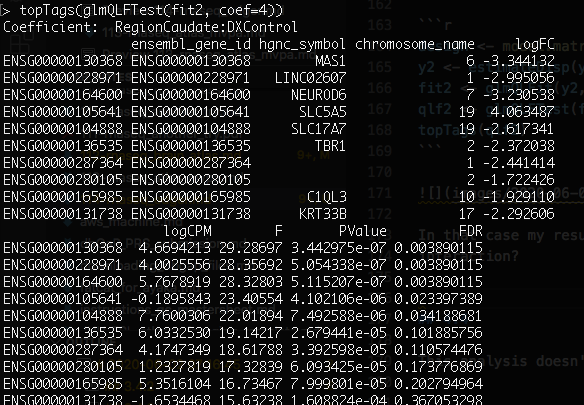 > topTags(glmQLFTest(fit2, coef=4))
Coefficient:  RegionCaudate:DXControl
ensembl_gene_id hgnc_symbol chromosome_name     logFC
ENSG00000130368 ENSG00000130368        MAS1               6 -3.344132
ENSG00000228971 ENSG00000228971   LINC02607               1 -2.995056
ENSG00000164600 ENSG00000164600     NEUROD6               7 -3.230538
ENSG00000105641 ENSG00000105641      SLC5A5              19  4.063487
ENSG00000104888 ENSG00000104888     SLC17A7              19 -2.617341
ENSG00000136535 ENSG00000136535        TBR1               2 -2.372038
ENSG00000287364 ENSG00000287364                           1 -2.441414
ENSG00000280105 ENSG00000280105                           2 -1.722426
ENSG00000165985 ENSG00000165985       C1QL3              10 -1.929110
ENSG00000131738 ENSG00000131738      KRT33B              17 -2.292606
logCPM        F       PValue         FDR
ENSG00000130368  4.6694213 29.28697 3.442975e-07 0.003890115
ENSG00000228971  4.0025556 28.35692 5.054338e-07 0.003890115
ENSG00000164600  5.7678919 28.32803 5.115207e-07 0.003890115
ENSG00000105641 -0.1895843 23.40554 4.102106e-06 0.023397389
ENSG00000104888  7.7600306 22.01894 7.492588e-06 0.034188681
ENSG00000136535  6.0332530 19.14217 2.679441e-05 0.101885756
ENSG00000287364  4.1747349 18.61788 3.392598e-05 0.110574476
ENSG00000280105  1.2327819 17.32839 6.093425e-05 0.173776869
ENSG00000165985  5.3516104 16.73467 7.999801e-05 0.202794964
ENSG00000131738 -1.6534468 15.63238 1.608824e-04 0.367053298